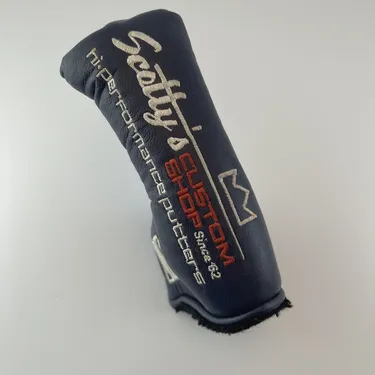 Scotty's
CUSTOM
SHOP Since '62
hi-performance putters